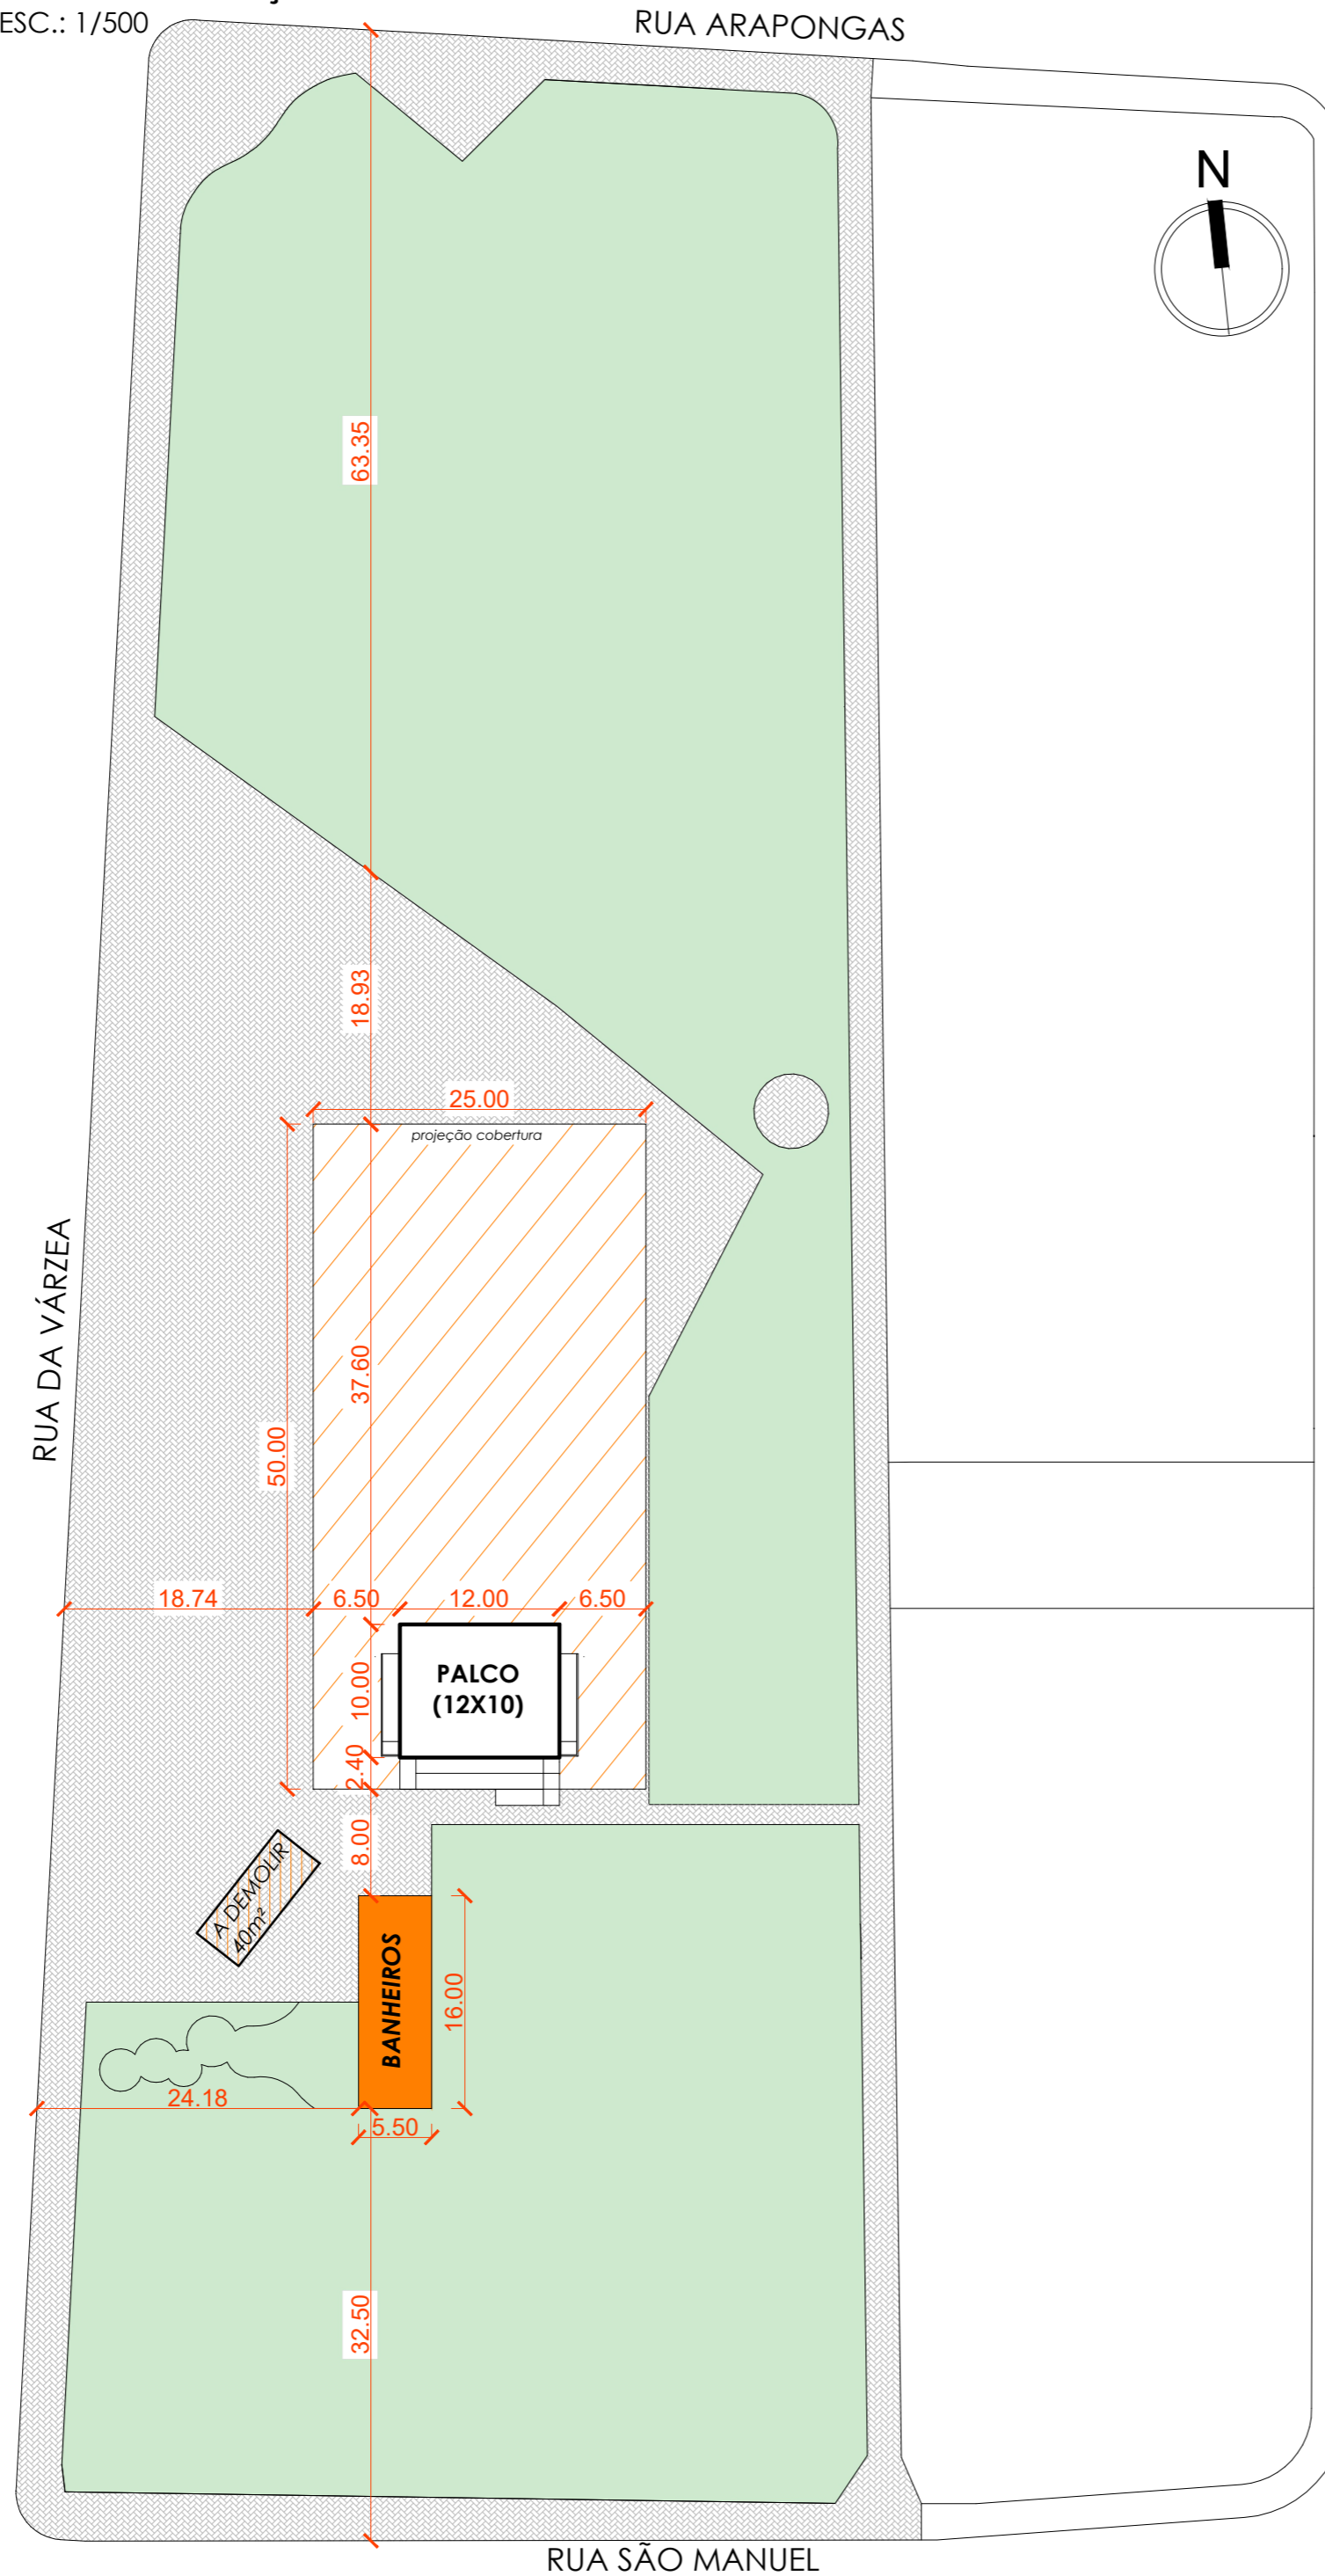 ESC.: 1/500
RUA ARAPONGAS
N
63.35
18.93
25.00
projeção cobertura
RUA DA VÁRZEA
37.60
50.00
18.74
6.50
12.00
6.50
PALCO
(12X10)
10.00
2.40
8.00
A DEMOLIR
40m²
BANHEIROS
16.00
24.18
5.50
32.50
RUA SÃO MANUEL